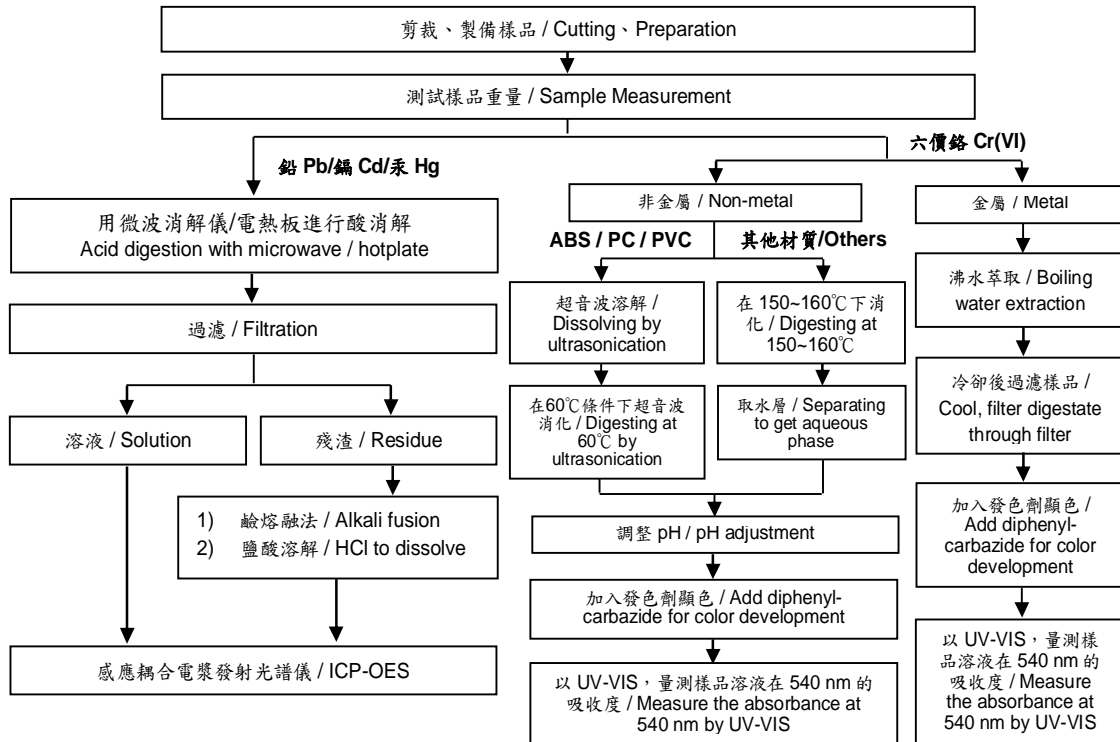 剪裁、製備樣品 / Cutting、Preparation
測試樣品重量 / Sample Measurement
鉛 Pb/鎘 Cd/汞 Hg
六價鉻 Cr(VI)
用微波消解儀/電熱板進行酸消解
Acid digestion with microwave / hotplate
過濾 / Filtration
溶液 / Solution
殘渣 / Residue
1) 鹼熔融法 / Alkali fusion
2) 鹽酸溶解 / HCl to dissolve
感應耦合電漿發射光譜儀 / ICP-OES
非金屬 / Non-metal
ABS / PC / PVC
其他材質/Others
超音波溶解 /
Dissolving by
ultrasonication
在60℃條件下超音波
消化 / Digesting at
60℃ by
ultrasonication
在 150~160℃下消
化 / Digesting at
150~160℃
取水層 / Separating
to get aqueous
phase
調整 pH / pH adjustment
加入發色劑顯色 / Add diphenyl-
carbazide for color development
以 UV-VIS，量測樣品溶液在 540 nm 的
吸收度 / Measure the absorbance at
540 nm by UV-VIS
金屬 / Metal
沸水萃取 / Boiling
water extraction
冷卻後過濾樣品 /
Cool, filter digestate
through filter
加入發色劑顯色 /
Add diphenyl-
carbazide for color
development
以 UV-VIS，量測樣
品溶液在 540 nm 的
吸收度 / Measure
the absorbance at
540 nm by UV-VIS